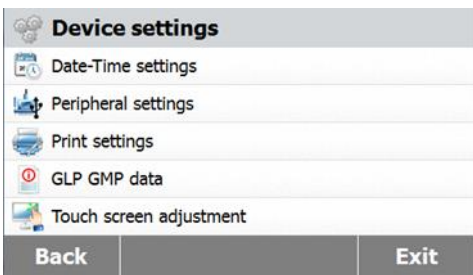 Device settings
Date-Time settings
Peripheral settings
Print settings
GLP GMP data
Touch screen adjustment
Back Exit